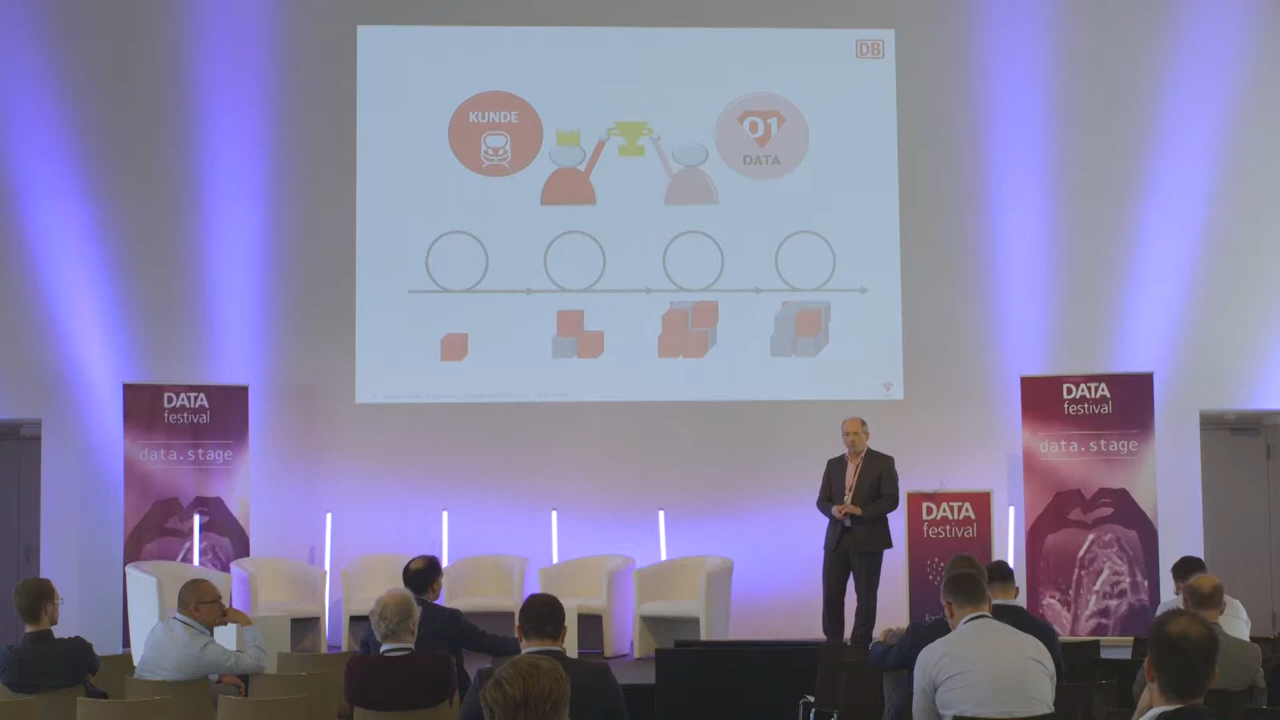 DB
KUNDE
01
DATA
DATA
festival
data.stage
DATA
festival
data.stage
DATA
festival